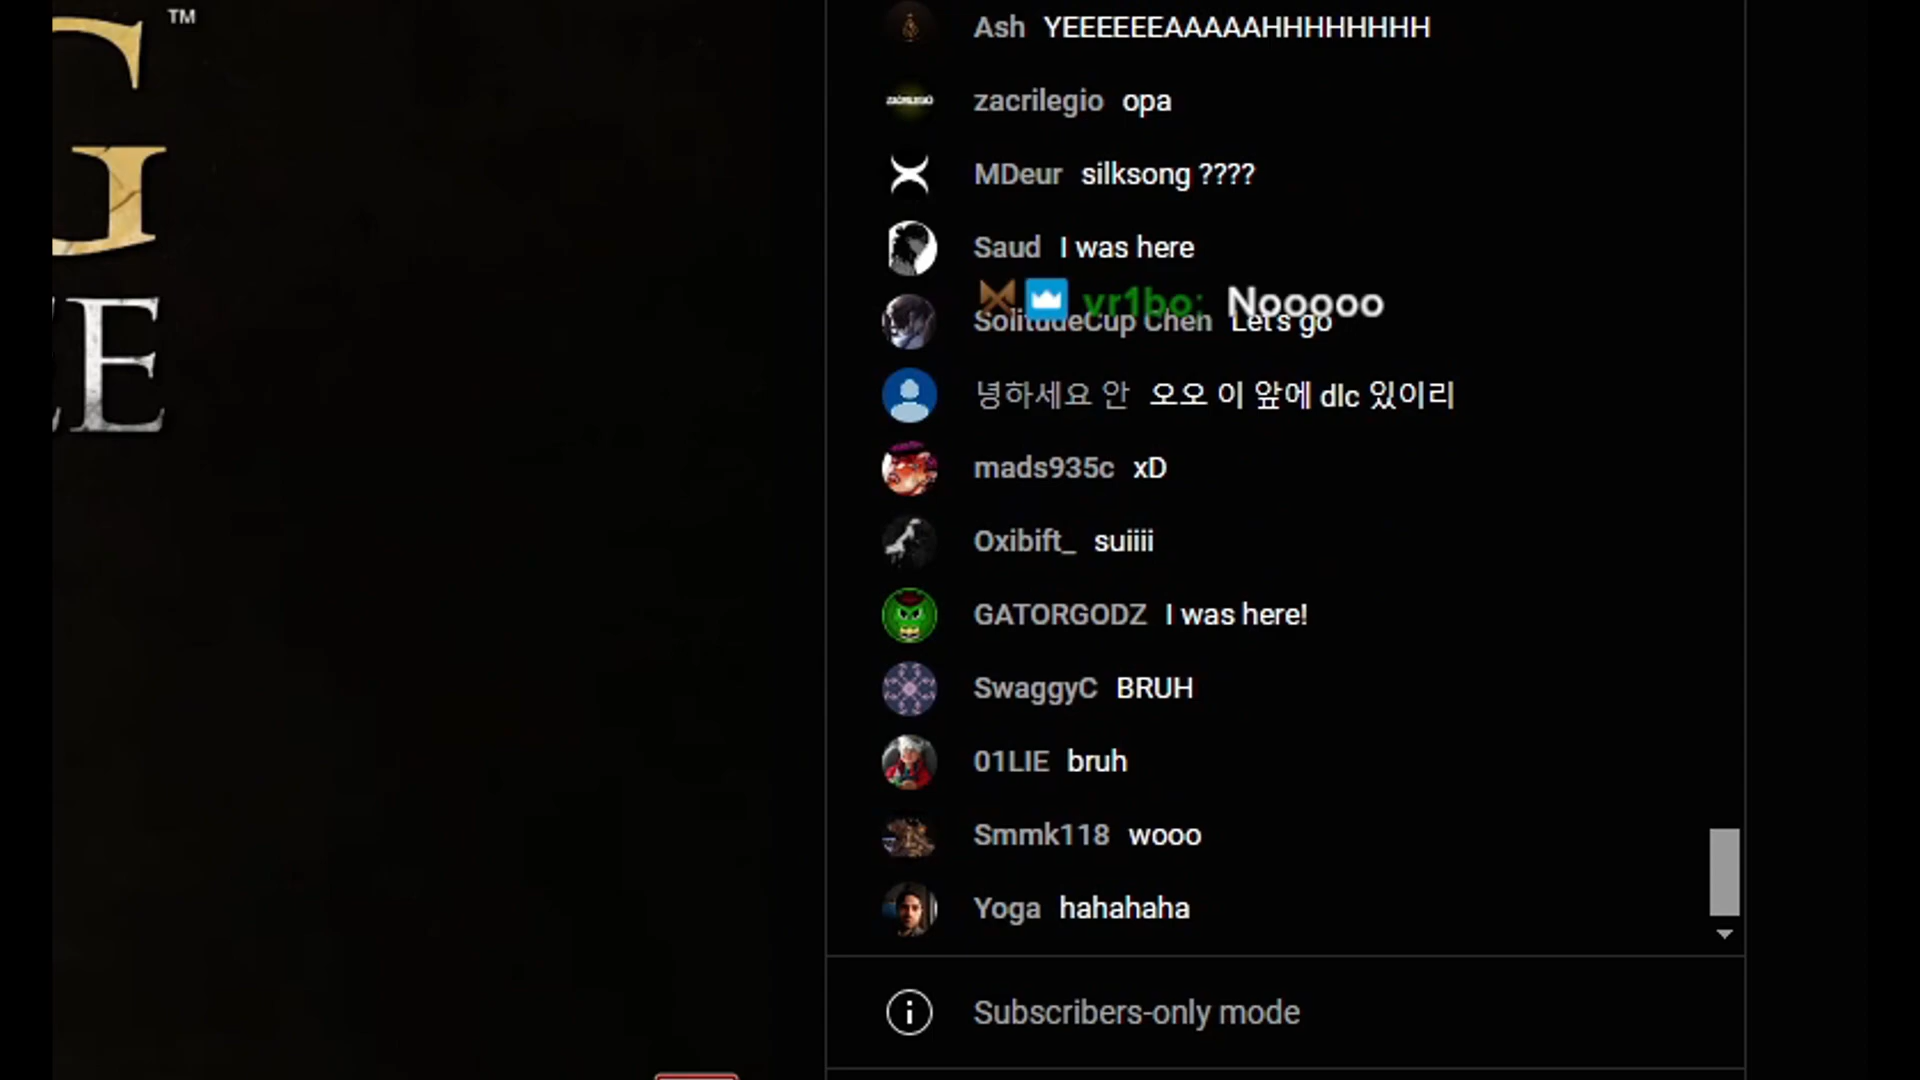 G™
G
E
Ash YEEEEEEAAAAAHHHHHHHH
zacrilegio opa
MDeur silksong ????
Saud I was here
vr1bo: Nooooo
SolitudeCup Chen Let's go
녕하세요 안 오오 이 앞에 dlc 있이리
mads935c xD
Oxibift_ suiiii
GATORGODZ I was here!
SwaggyC BRUH
01LIE bruh
Smmk118 wooo
Yoga hahahaha
Subscribers-only mode